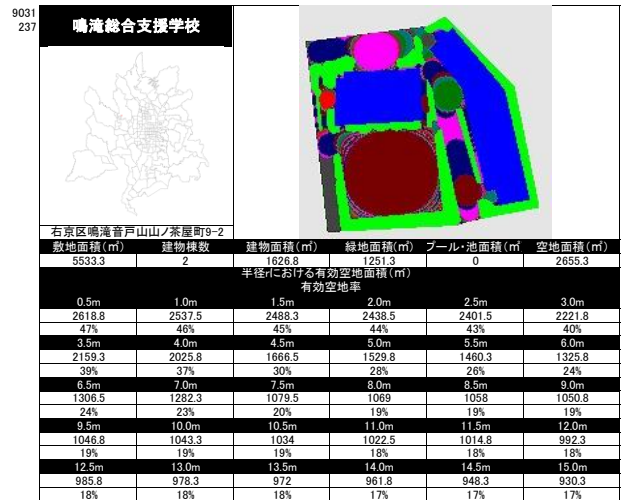 9031
237
鳴滝総合支援学校
右京区鳴滝音戸山山ノ茶屋町9-2
敷地面積(㎡) 建物棟数 建物面積(㎡) 緑地面積(㎡) プール・池面積(㎡ 空地面積(㎡)
5533.3 2 1626.8 1251.3 0 2655.3
半径rにおける有効空地面積(㎡)
有効空地率
0.5m 1.0m 1.5m 2.0m 2.5m 3.0m
2618.8 2537.5 2488.3 2438.5 2401.5 2221.8
47% 46% 45% 44% 43% 40%
3.5m 4.0m 4.5m 5.0m 5.5m 6.0m
2159.3 2025.8 1666.5 1529.8 1460.3 1325.8
39% 37% 30% 28% 26% 24%
6.5m 7.0m 7.5m 8.0m 8.5m 9.0m
1306.5 1282.3 1079.5 1069 1058 1050.8
24% 23% 20% 19% 19% 19%
9.5m 10.0m 10.5m 11.0m 11.5m 12.0m
1046.8 1043.3 1034 1022.5 1014.8 992.3
19% 19% 19% 18% 18% 18%
12.5m 13.0m 13.5m 14.0m 14.5m 15.0m
985.8 978.3 972 961.8 948.3 930.3
18% 18% 18% 17% 17% 17%